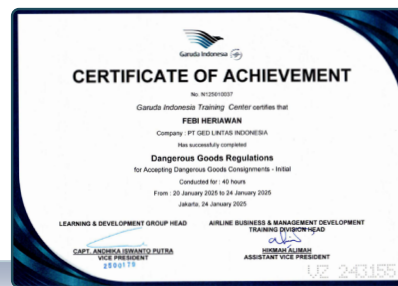 Garuda Indonesia
CERTIFICATE OF ACHIEVEMENT
No. N125010037
Garuda Indonesia Training Center certifies that
FEBI HERIAWAN
Company : PT GED LINTAS INDONESIA
Has successfully completed
Dangerous Goods Regulations
for Accepting Dangerous Goods Consignments - Initial
Conducted for : 40 hours
From : 20 January 2025 to 24 January 2025
Jakarta, 24 January 2025
LEARNING & DEVELOPMENT GROUP HEAD
CAPT. ANDHIKA ISWANTO PUTRA
VICE PRESIDENT
2500170
AIRLINE BUSINESS & MANAGEMENT DEVELOPMENT
TRAINING DIVISION HEAD
HIKMAH ALIMAH
ASSISTANT VICE PRESIDENT
UZ 243155